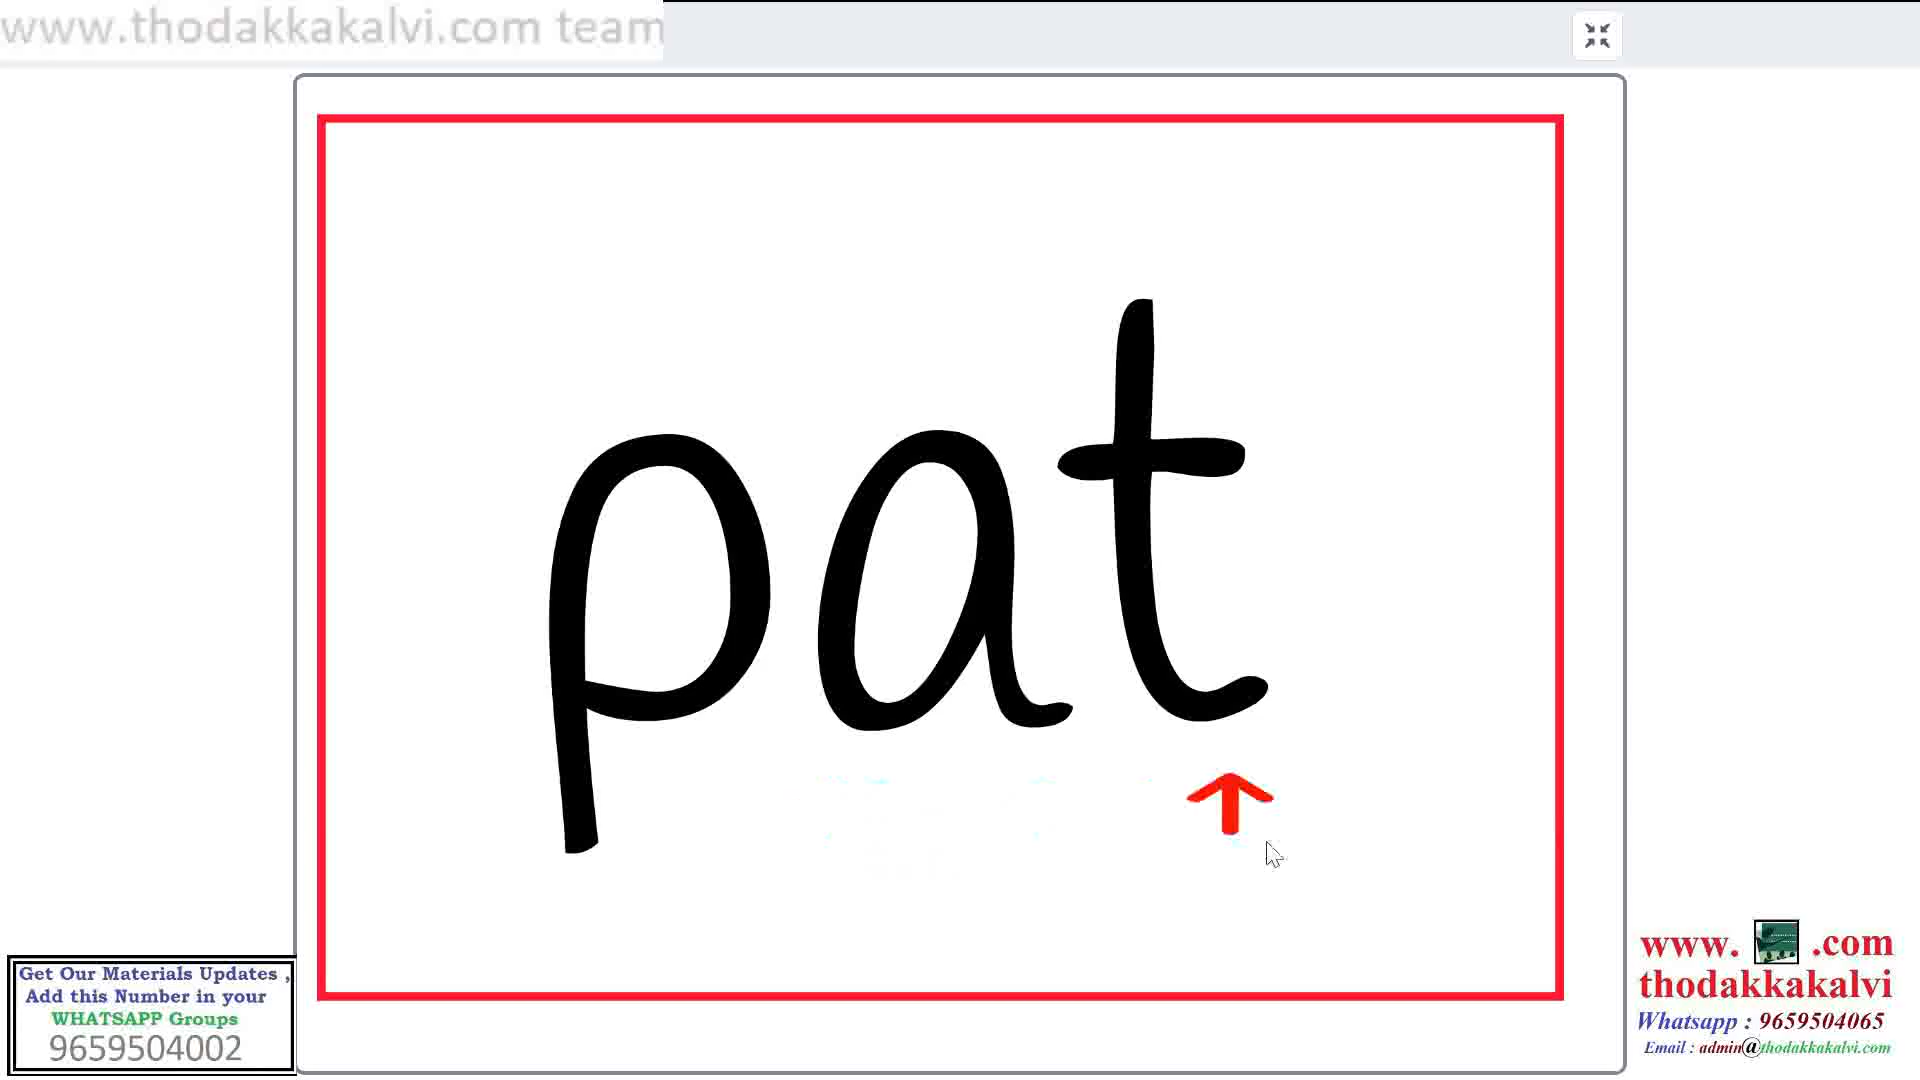 www.thodakkakalvi.com team
pat
Get Our Materials Updates ,
Add this Number in your
WHATSAPP Groups
9659504002
www. .com
thodakkakalvi
Whatsapp : 9659504065
Email : admin@thodakkakalvi.com